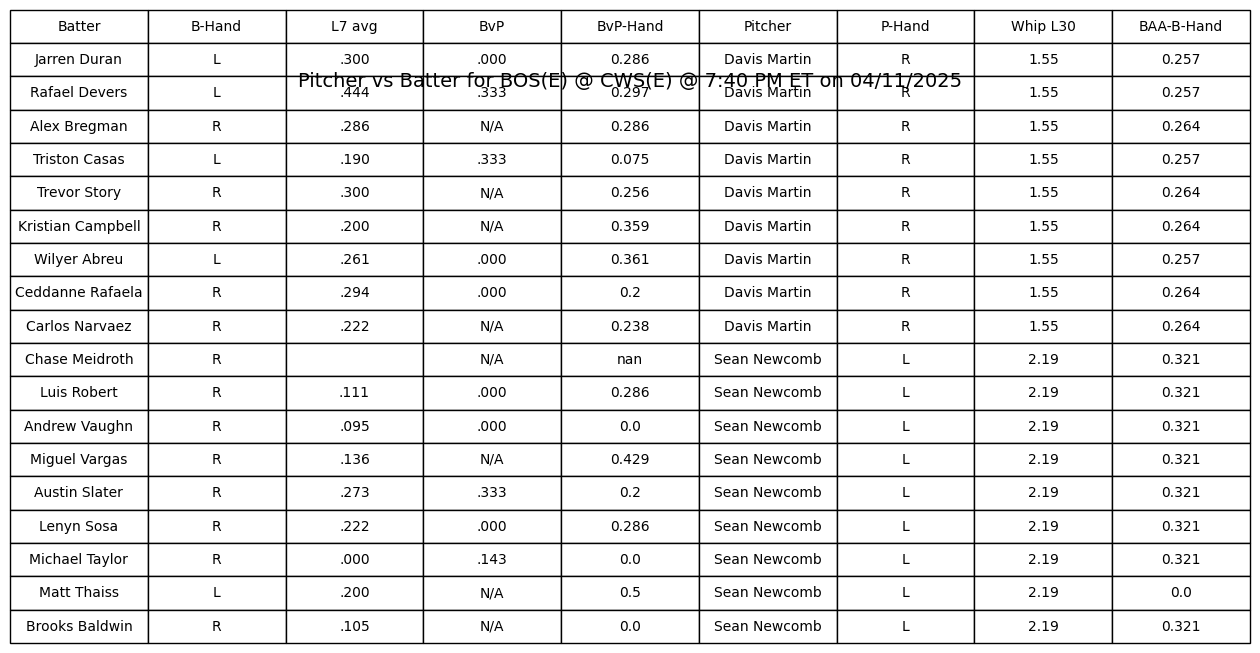 Batter B-Hand L7 avg BvP BvP-Hand Pitcher P-Hand Whip L30 BAA-B-Hand
Jarren Duran L .300 .000 0.286 Davis Martin R 1.55 0.257
Pitcher vs Batter for BOS(E) @ CWS(E) @ 7:40 PM ET on 04/11/2025
Rafael Devers L .444 .333 0.297 Davis Martin R 1.55 0.257
Alex Bregman R .286 N/A 0.286 Davis Martin R 1.55 0.264
Triston Casas L .190 .333 0.075 Davis Martin R 1.55 0.257
Trevor Story R .300 N/A 0.256 Davis Martin R 1.55 0.264
Kristian Campbell R .200 N/A 0.359 Davis Martin R 1.55 0.264
Wilyer Abreu L .261 .000 0.361 Davis Martin R 1.55 0.257
Ceddanne Rafaela R .294 .000 0.2 Davis Martin R 1.55 0.264
Carlos Narvaez R .222 N/A 0.238 Davis Martin R 1.55 0.264
Chase Meidroth R N/A nan Sean Newcomb L 2.19 0.321
Luis Robert R .111 .000 0.286 Sean Newcomb L 2.19 0.321
Andrew Vaughn R .095 .000 0.0 Sean Newcomb L 2.19 0.321
Miguel Vargas R .136 N/A 0.429 Sean Newcomb L 2.19 0.321
Austin Slater R .273 .333 0.2 Sean Newcomb L 2.19 0.321
Lenyn Sosa R .222 .000 0.286 Sean Newcomb L 2.19 0.321
Michael Taylor R .000 .143 0.0 Sean Newcomb L 2.19 0.321
Matt Thaiss L .200 N/A 0.5 Sean Newcomb L 2.19 0.0
Brooks Baldwin R .105 N/A 0.0 Sean Newcomb L 2.19 0.321